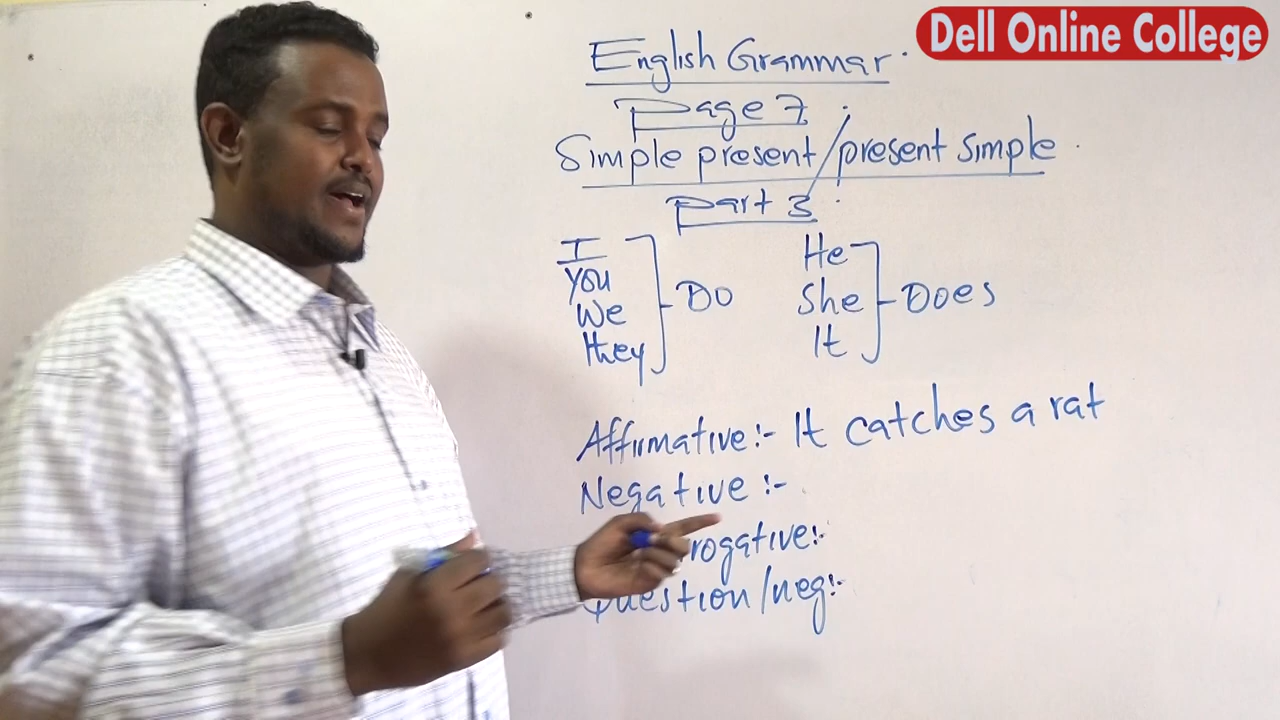 Dell Online College
English Grammar.
Page 7
Simple present/present simple.
Part 3
I
You
We
they
Do
He
She
It
Does
Affirmative:- It catches a rat
Negative :-
rogative:-
Question/neg:-